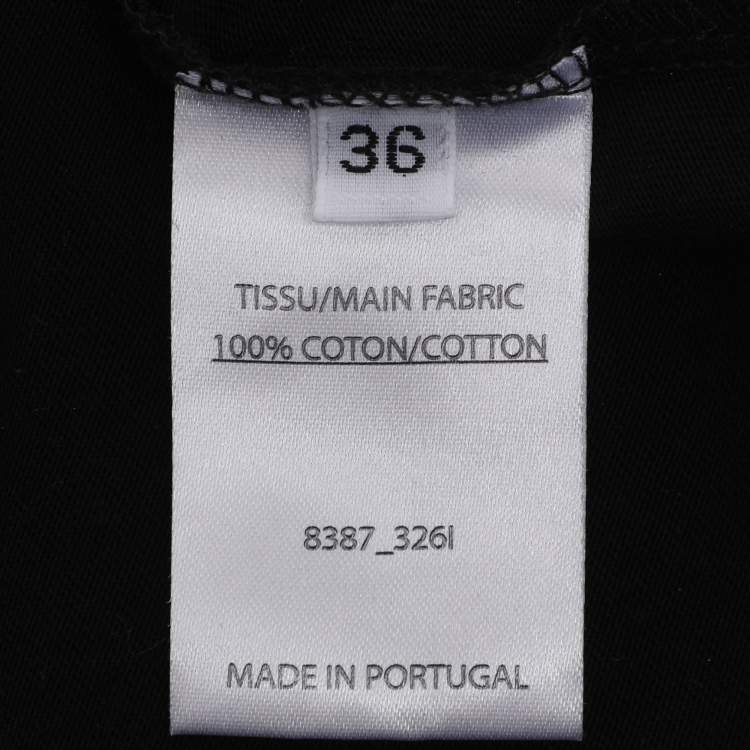 36
TISSU/MAIN FABRIC
100% COTON/COTTON
8387_326I
MADE IN PORTUGAL